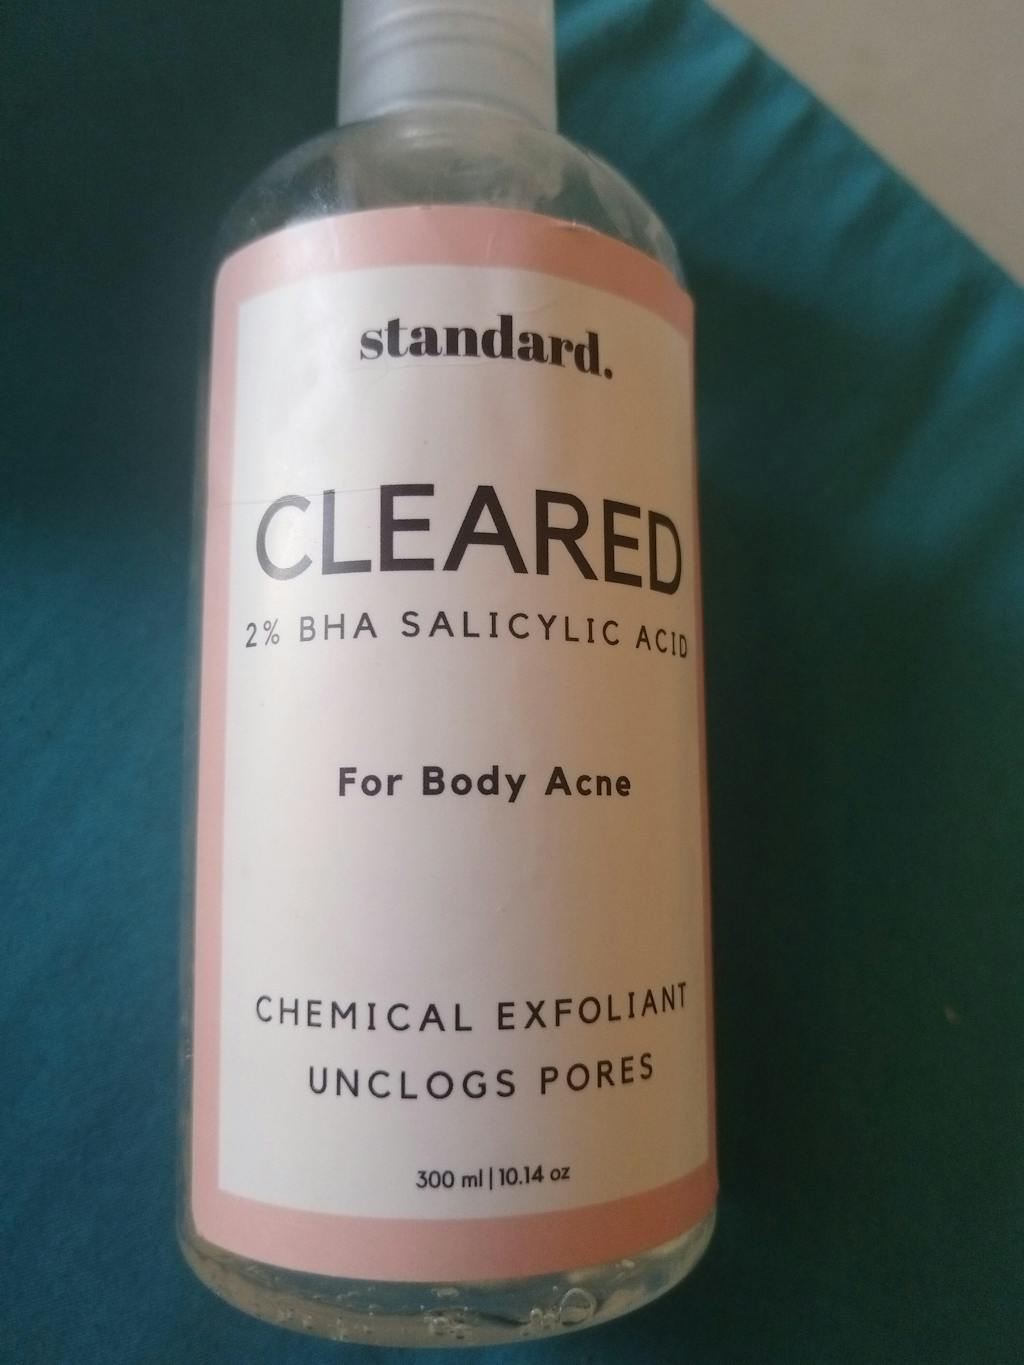 standard.
CLEARED
2% BHA SALICYLIC ACID
For Body Acne
CHEMICAL EXFOLIANT
UNCLOGS PORES
300 ml | 10.14 oz